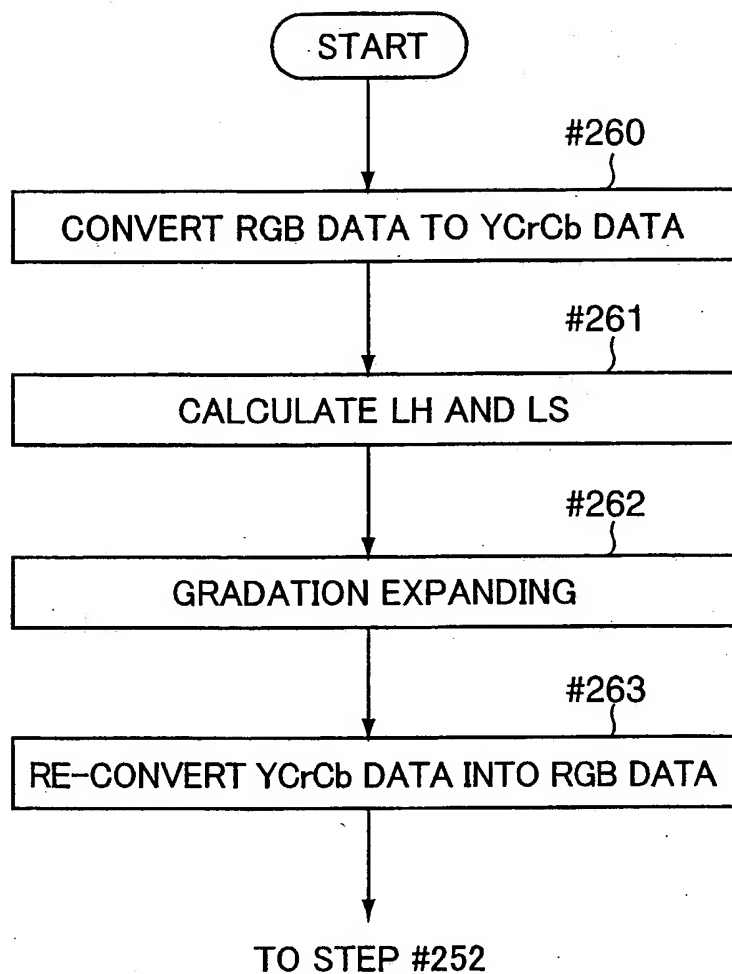 START
#260
CONVERT RGB DATA TO YCrCb DATA
#261
CALCULATE LH AND LS
#262
GRADATION EXPANDING
#263
RE-CONVERT YCrCb DATA INTO RGB DATA
TO STEP #252